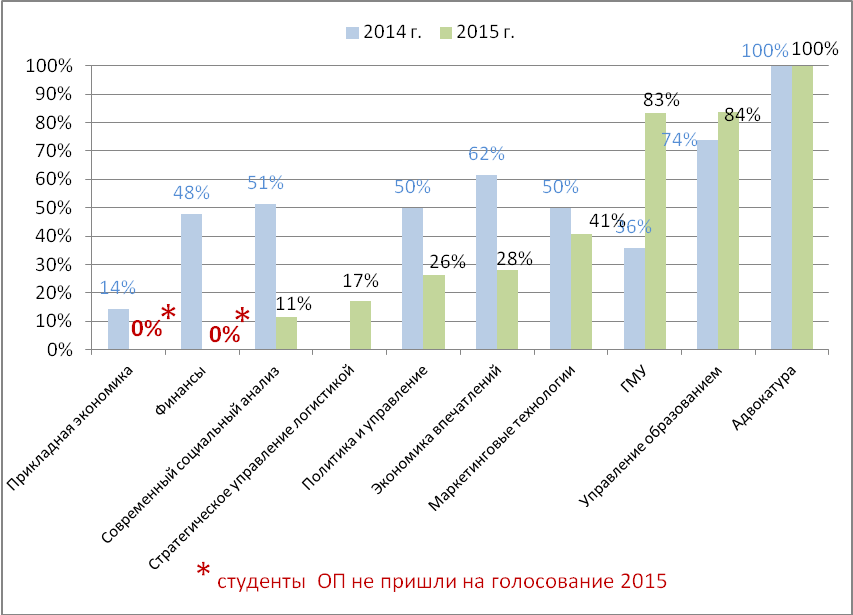 2014 г. 2015 г.
100%
90%
80%
70%
60%
50%
40%
30%
20%
10%
0%
14% 0%*
48% 0%*
51% 11%
17%
50% 26%
62% 28%
50% 41%
36% 83%
74% 84%
100% 100%
Прикладная экономика
Финансы
Современный социальный анализ
Стратегическое управление логистикой
Политика и управление
Экономика впечатлений
Маркетинговые технологии
ГМУ
Управление образованием
Адвокатура
* студенты ОП не пришли на голосование 2015